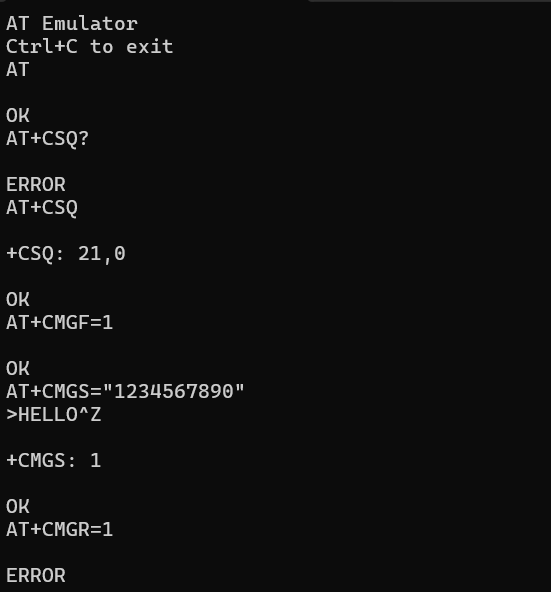 AT Emulator
Ctrl+C to exit
AT
OK
AT+CSQ?
ERROR
AT+CSQ
+CSQ: 21,0
OK
AT+CMGF=1
OK
AT+CMGS="1234567890"
>HELLO^Z
+CMGS: 1
OK
AT+CMGR=1
ERROR